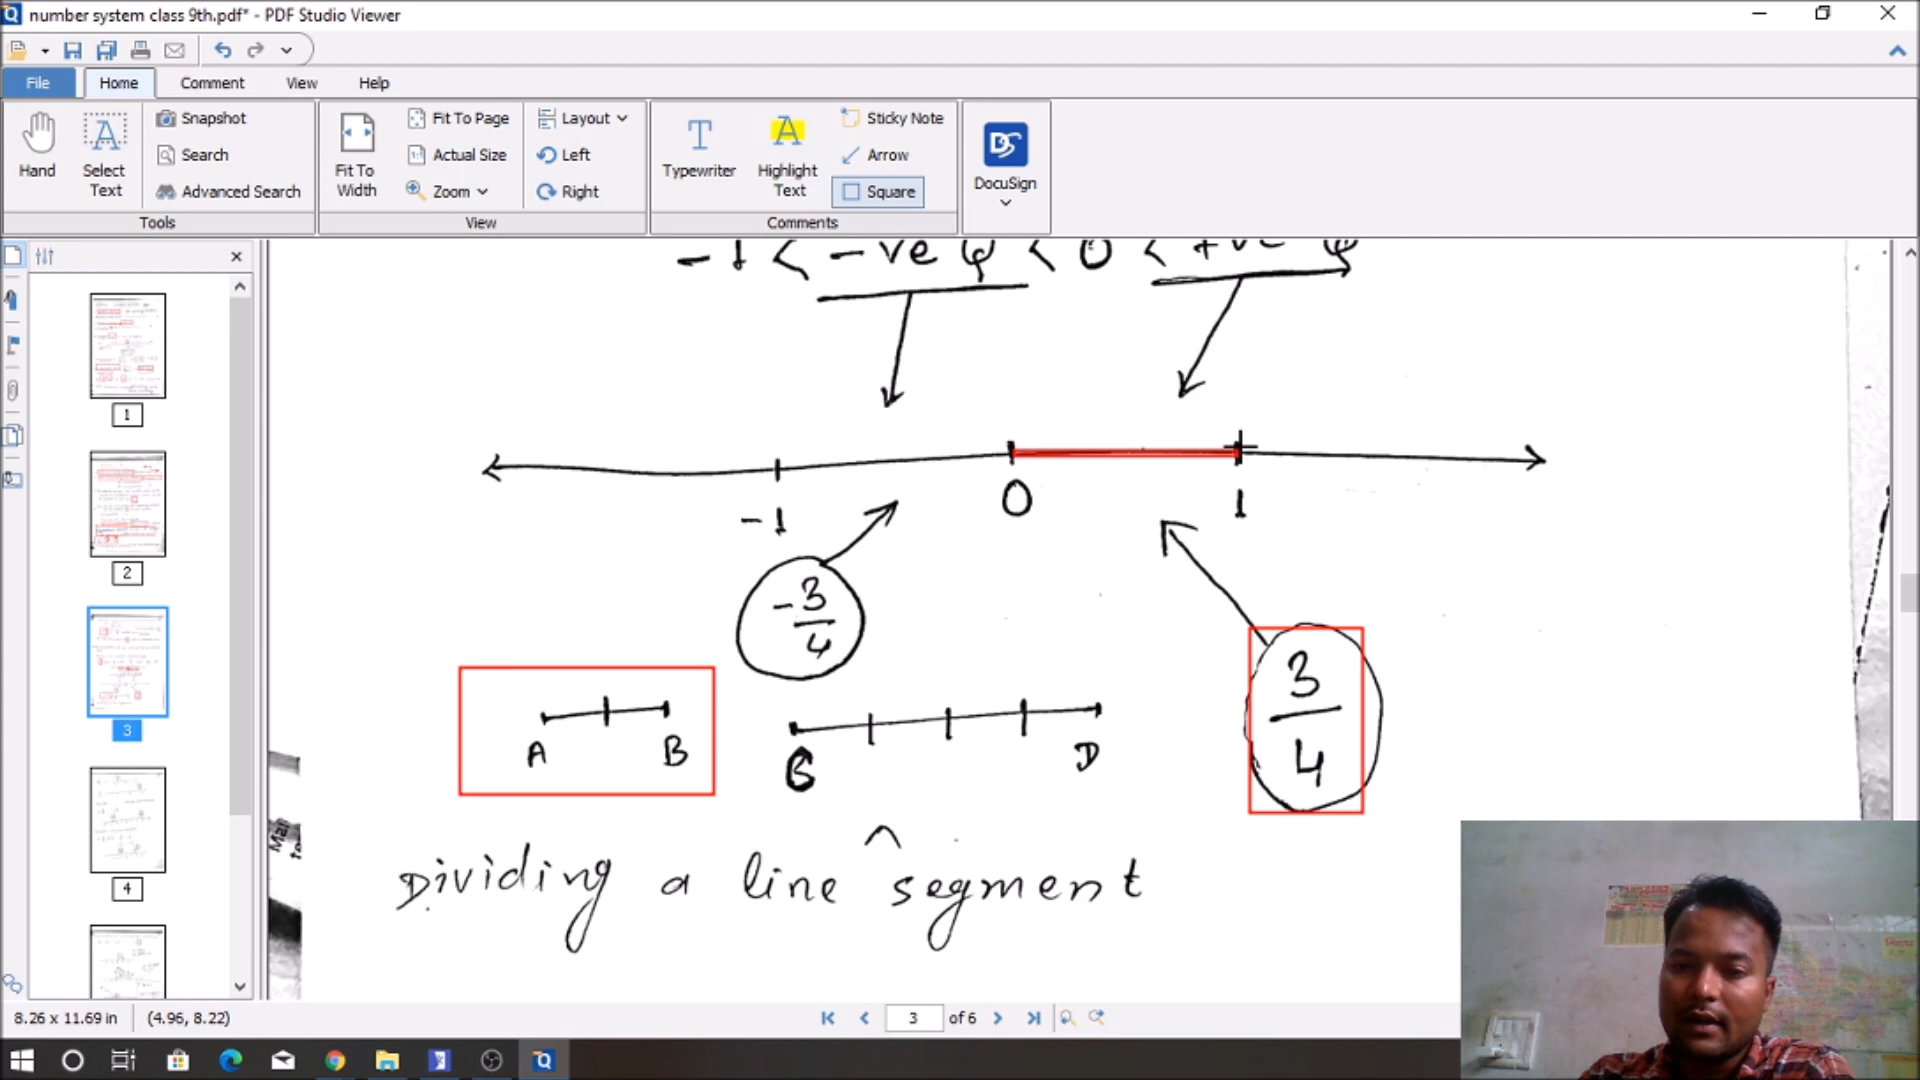 number system class 9th.pdf* - PDF Studio Viewer
File Home Comment View Help
Hand
Select Text
Snapshot
Search
Advanced Search
Tools
Fit To Width
Fit To Page
Actual Size
Zoom
Layout
Left
Right
View
Typewriter
Highlight Text
Sticky Note
Arrow
Square
Comments
DocuSign
1
2
3
4
-1 < -ve φ < 0 < +ve φ
-1 0 1
-3/4
3/4
A B
C D
Dividing a line ^ segment
8.26 x 11.69 in (4.96, 8.22)
3 of 6